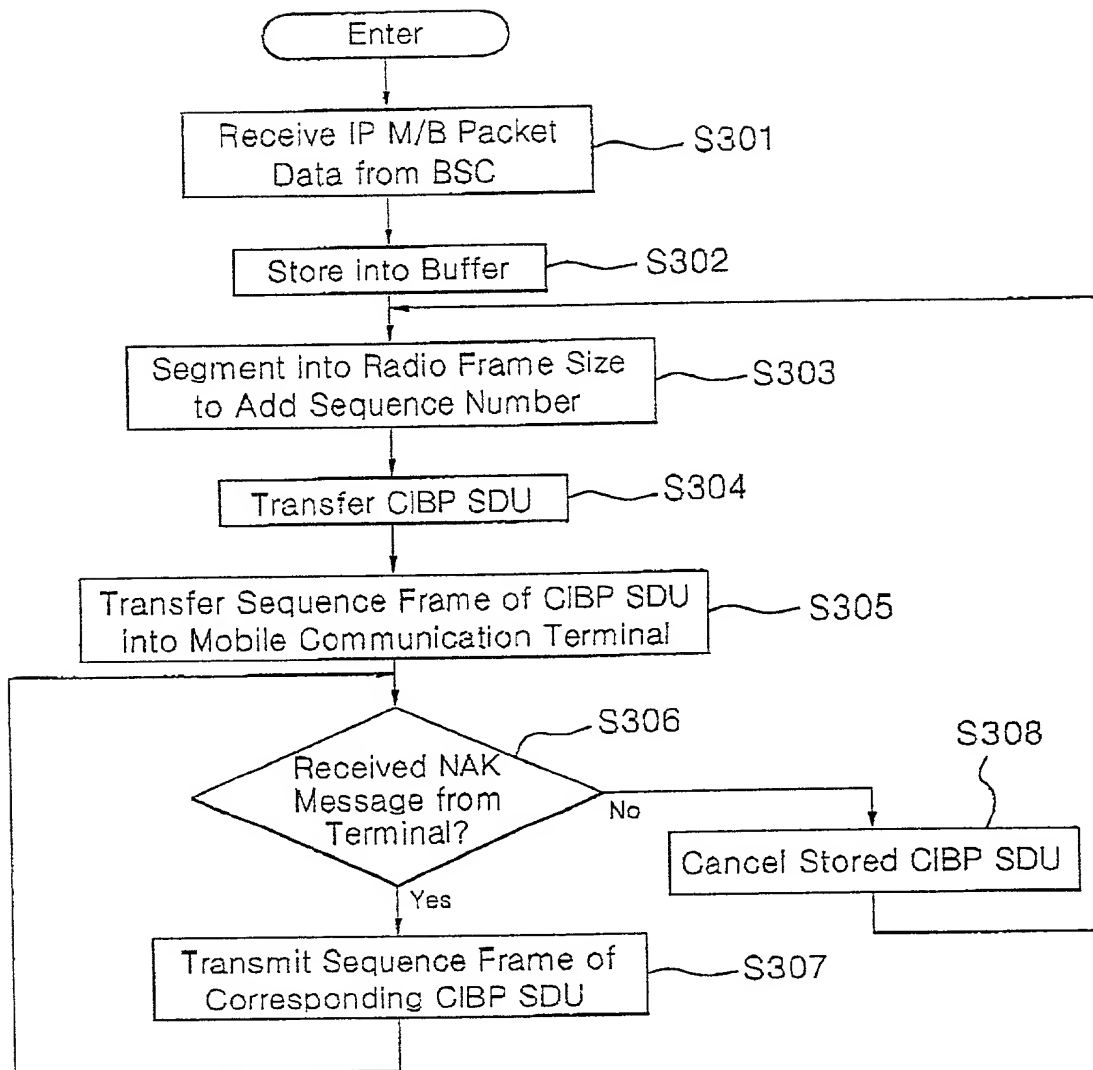 Enter
Receive IP M/B Packet
Data from BSC
S301
Store into Buffer
S302
Segment into Radio Frame Size
to Add Sequence Number
S303
Transfer CIBP SDU
S304
Transfer Sequence Frame of CIBP SDU
into Mobile Communication Terminal
S305
S306
Received NAK
Message from
Terminal?
No
Yes
S308
Cancel Stored CIBP SDU
Transmit Sequence Frame of
Corresponding CIBP SDU
S307